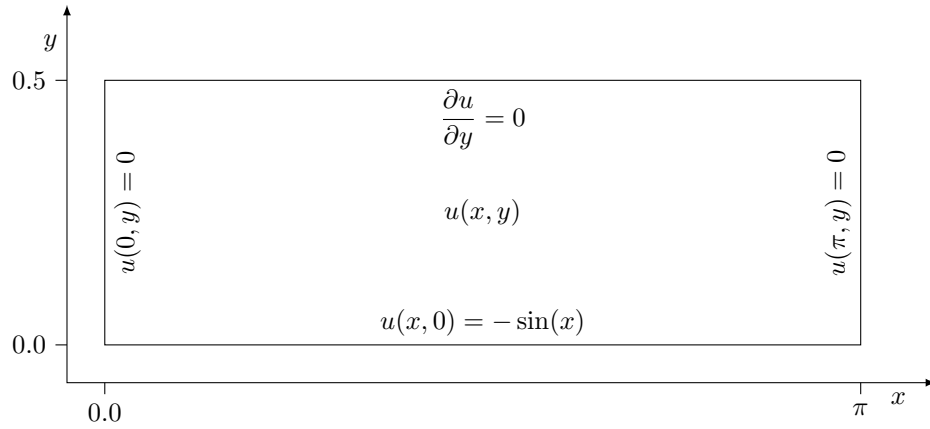 y
0.5
∂u/∂y = 0
u(0, y) = 0
u(x, y)
u(π, y) = 0
u(x, 0) = − sin(x)
0.0
0.0
π
x